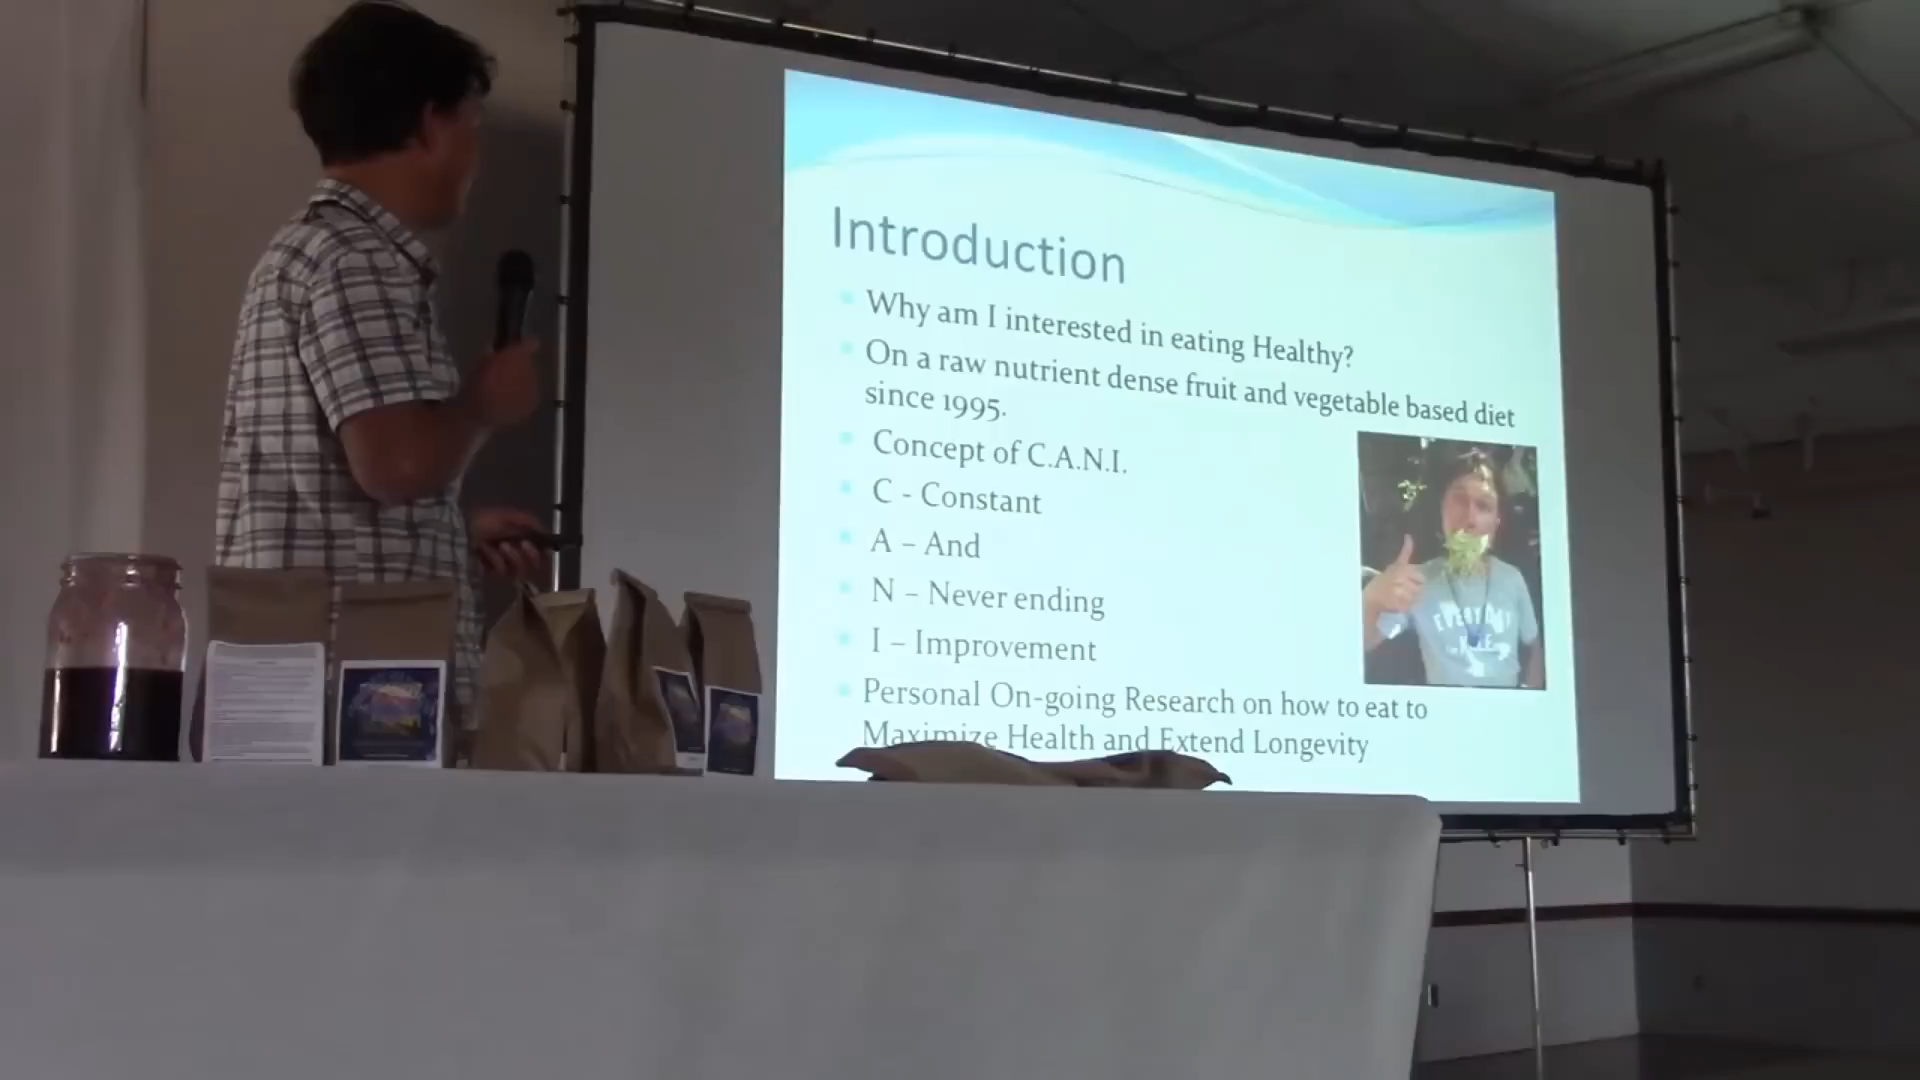 Introduction
Why am I interested in eating Healthy?
On a raw nutrient dense fruit and vegetable based diet
since 1995.
Concept of C.A.N.I.
C - Constant
A – And
N – Never ending
I – Improvement
Personal On-going Research on how to eat to
Maximize Health and Extend Longevity